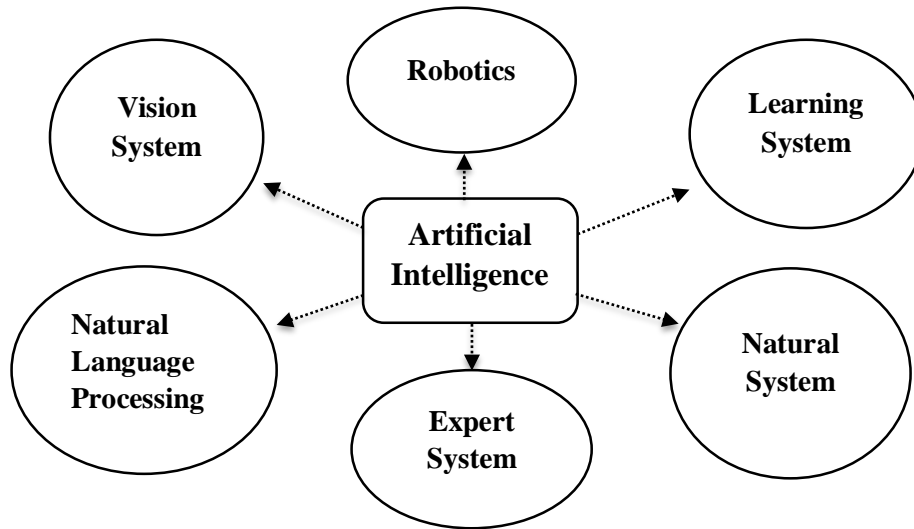 Robotics
Vision
System
Learning
System
Artificial
Intelligence
Natural
Language
Processing
Natural
System
Expert
System